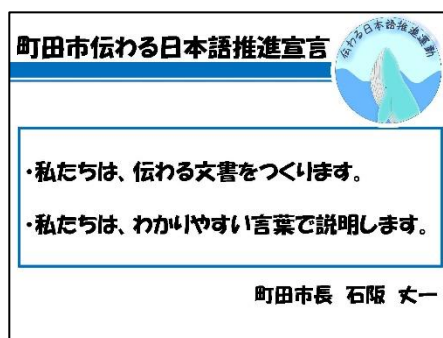 町田市伝わる日本語推進宣言
伝わる日本語推進運動
・私たちは、伝わる文書をつくります。
・私たちは、わかりやすい言葉で説明します。
町田市長 石阪 丈一